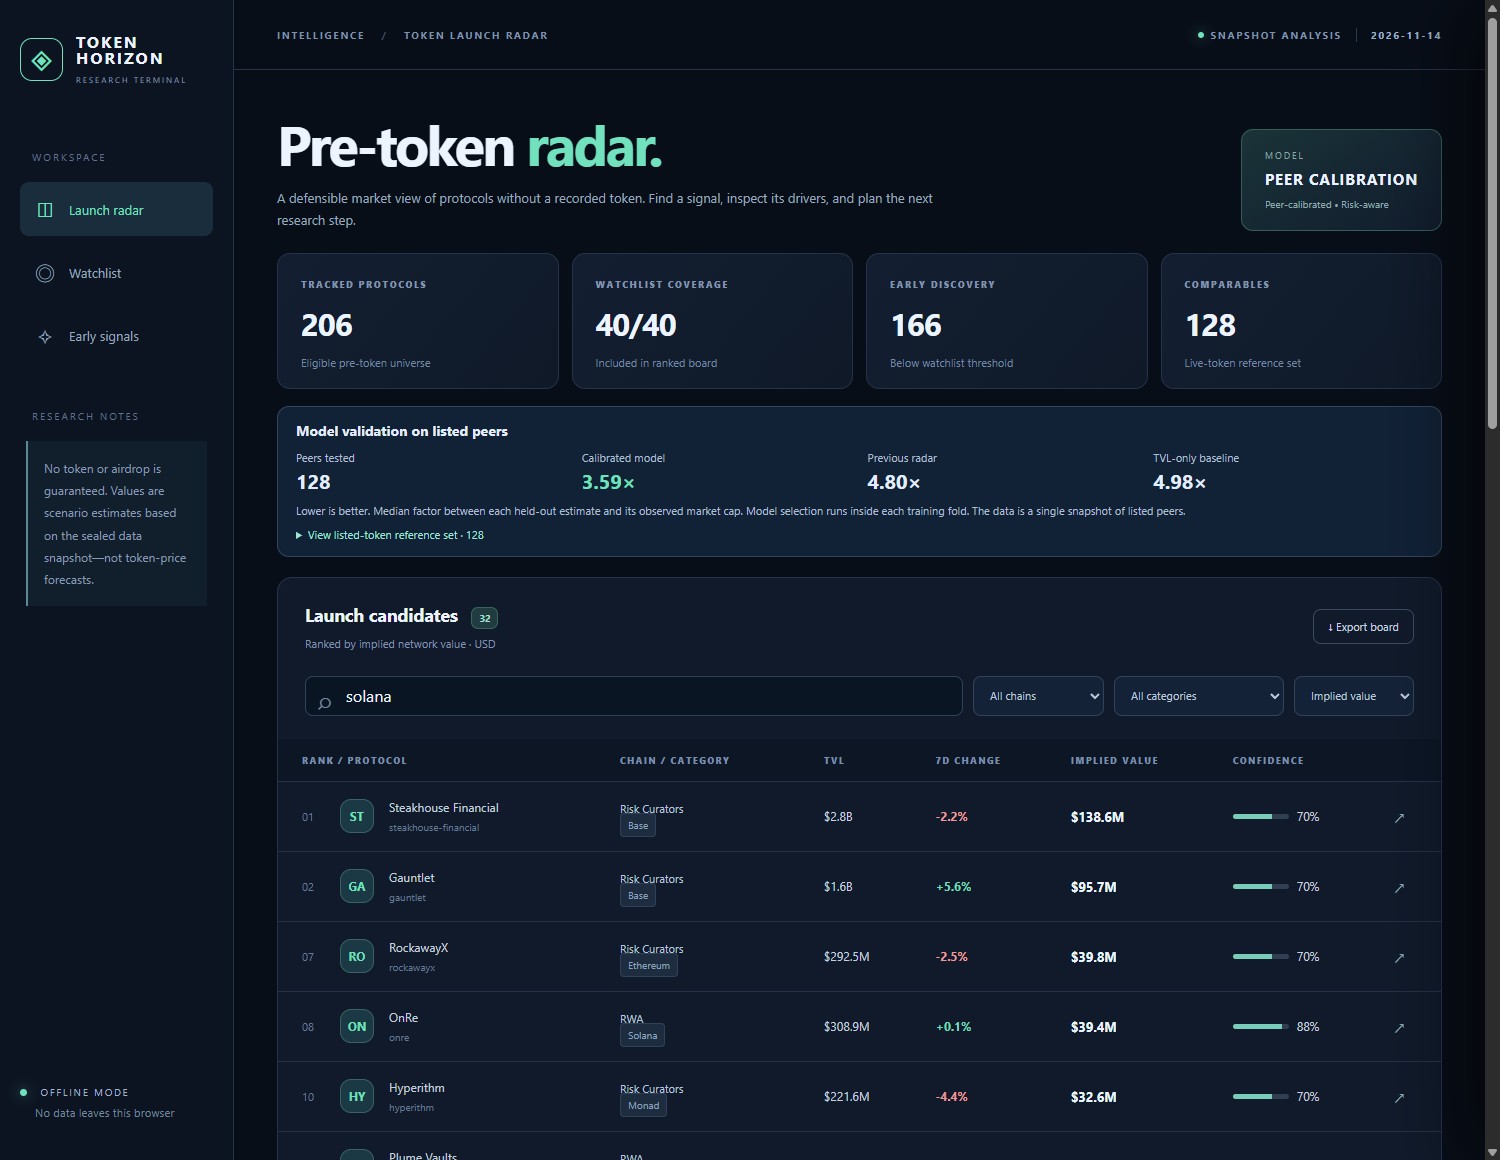 TOKEN
HORIZON
RESEARCH TERMINAL
WORKSPACE
Launch radar
Watchlist
Early signals
RESEARCH NOTES
No token or airdrop is
guaranteed. Values are
scenario estimates based
on the sealed data
snapshot—not token-price
forecasts.
OFFLINE MODE
No data leaves this browser
INTELLIGENCE / TOKEN LAUNCH RADAR
SNAPSHOT ANALYSIS 2026-11-14
Pre-token radar.
A defensible market view of protocols without a recorded token. Find a signal, inspect its drivers, and plan the next
research step.
MODEL
PEER CALIBRATION
Peer-calibrated • Risk-aware
TRACKED PROTOCOLS
206
Eligible pre-token universe
WATCHLIST COVERAGE
40/40
Included in ranked board
EARLY DISCOVERY
166
Below watchlist threshold
COMPARABLES
128
Live-token reference set
Model validation on listed peers
Peers tested Calibrated model Previous radar TVL-only baseline
128 3.59× 4.80× 4.98×
Lower is better. Median factor between each held-out estimate and its observed market cap. Model selection runs inside each training fold. The data is a single snapshot of listed peers.
▶ View listed-token reference set · 128
Launch candidates 32
Ranked by implied network value · USD
↓ Export board
solana
All chains
All categories
Implied value
RANK / PROTOCOL CHAIN / CATEGORY TVL 7D CHANGE IMPLIED VALUE CONFIDENCE
01 ST Steakhouse Financial
steakhouse-financial
Risk Curators
Base
$2.8B -2.2% $138.6M 70% ↗
02 GA Gauntlet
gauntlet
Risk Curators
Base
$1.6B +5.6% $95.7M 70% ↗
07 RO RockawayX
rockawayx
Risk Curators
Ethereum
$292.5M -2.5% $39.8M 70% ↗
08 ON OnRe
onre
RWA
Solana
$308.9M +0.1% $39.4M 88% ↗
10 HY Hyperithm
hyperithm
Risk Curators
Monad
$221.6M -4.4% $32.6M 70% ↗
Plume Vaults
RWA